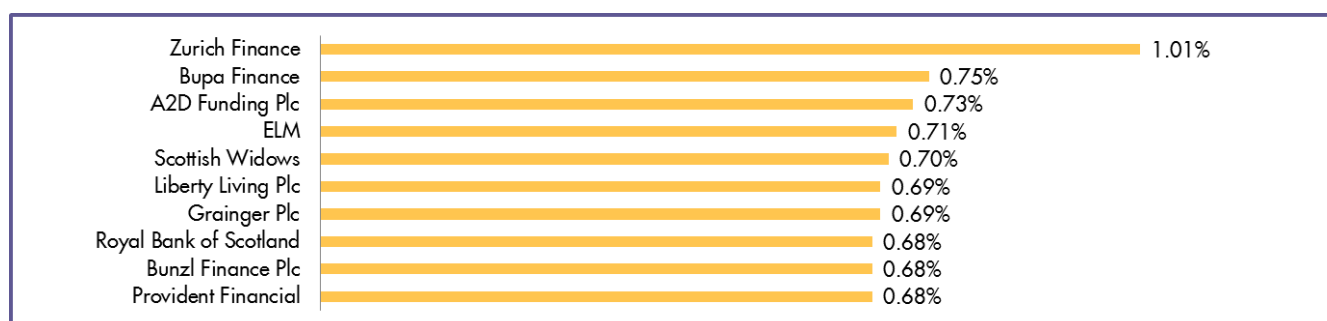 Zurich Finance 1.01%
Bupa Finance 0.75%
A2D Funding Plc 0.73%
ELM 0.71%
Scottish Widows 0.70%
Liberty Living Plc 0.69%
Grainger Plc 0.69%
Royal Bank of Scotland 0.68%
Bunzl Finance Plc 0.68%
Provident Financial 0.68%